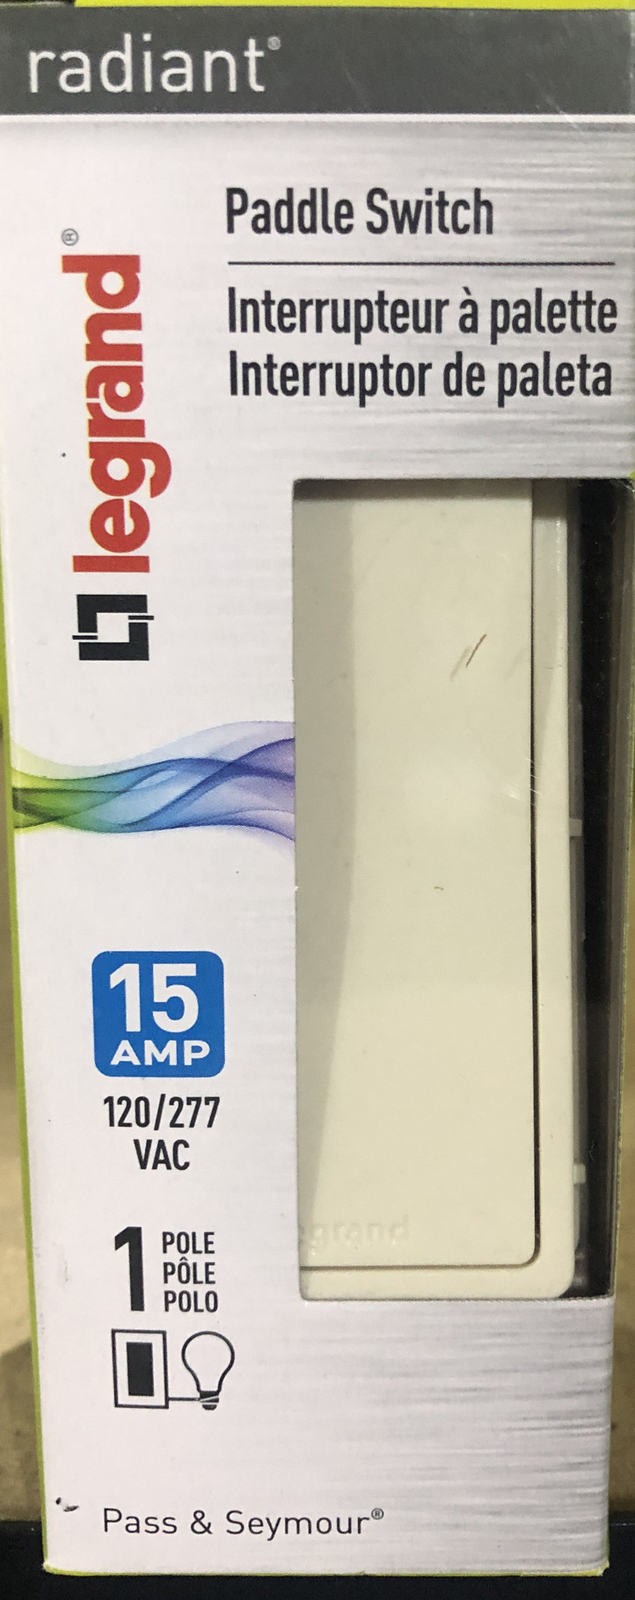 radiant®
Paddle Switch
Interrupteur à palette
Interruptor de paleta
legrand®
15
AMP
120/277
VAC
1 POLE
PÔLE
POLO
egrand
Pass & Seymour®